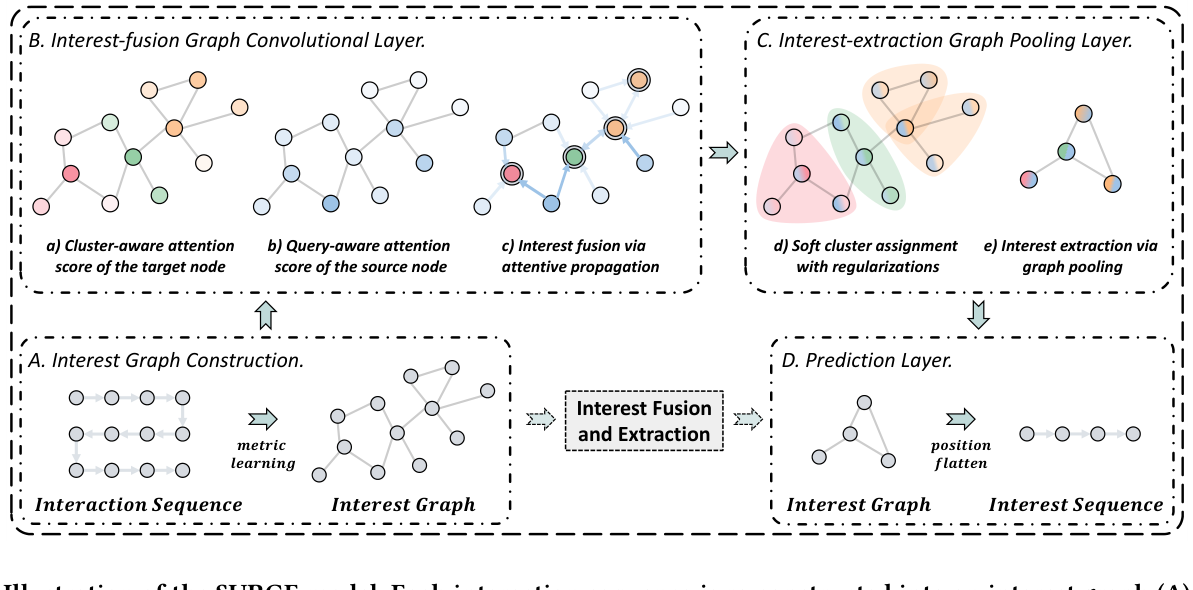 B. Interest-fusion Graph Convolutional Layer.
a) Cluster-aware attention
score of the target node
b) Query-aware attention
score of the source node
c) Interest fusion via
attentive propagation
C. Interest-extraction Graph Pooling Layer.
d) Soft cluster assignment
with regularizations
e) Interest extraction via
graph pooling
A. Interest Graph Construction.
metric
learning
Interaction Sequence
Interest Graph
Interest Fusion
and Extraction
D. Prediction Layer.
position
flatten
Interest Graph
Interest Sequence